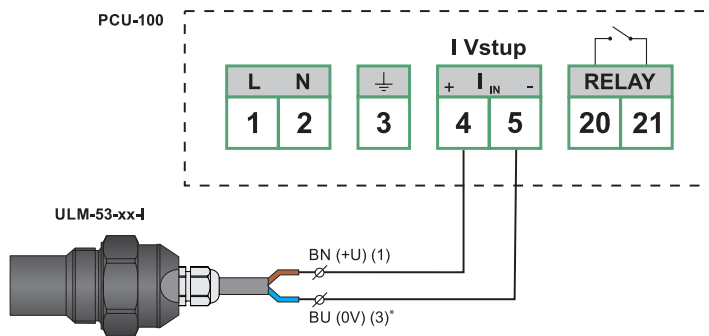 PCU-100
I Vstup
L N
⏚
+ I IN -
RELAY
1 2
3
4 5
20 21
ULM-53-xx-I
BN (+U) (1)
BU (0V) (3)*